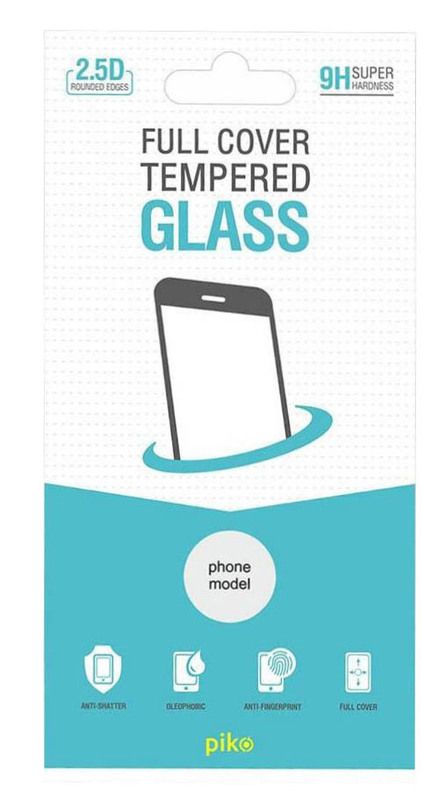 2.5D
ROUNDED EDGES
9H SUPER
HARDNESS
FULL COVER
TEMPERED
GLASS
phone
model
ANTI-SHATTER
OLEOPHOBIC
ANTI-FINGERPRINT
FULL COVER
piko